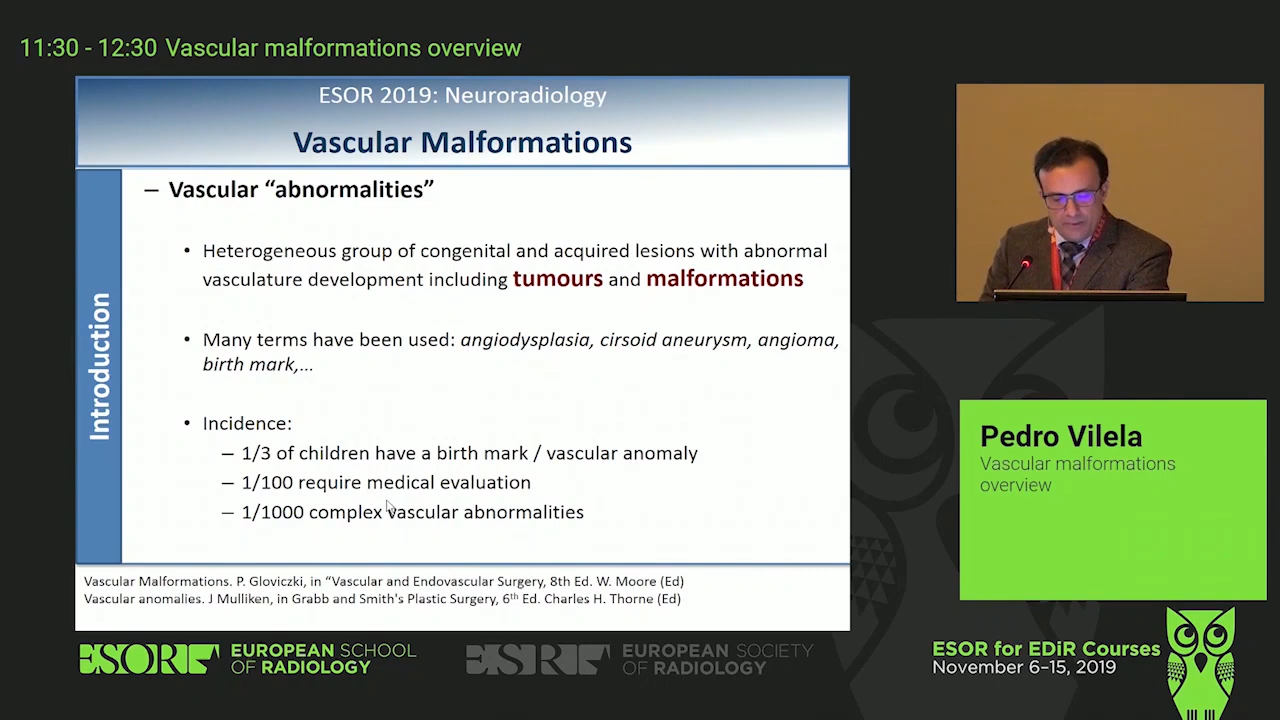 11:30 - 12:30 Vascular malformations overview
ESOR 2019: Neuroradiology
Vascular Malformations
Introduction
– Vascular “abnormalities”
• Heterogeneous group of congenital and acquired lesions with abnormal
vasculature development including tumours and malformations
• Many terms have been used: angiodysplasia, cirsoid aneurysm, angioma,
birth mark,...
• Incidence:
– 1/3 of children have a birth mark / vascular anomaly
– 1/100 require medical evaluation
– 1/1000 complex vascular abnormalities
Vascular Malformations. P. Gloviczki, in “Vascular and Endovascular Surgery, 8th Ed. W. Moore (Ed)
Vascular anomalies. J Mulliken, in Grabb and Smith's Plastic Surgery, 6th Ed. Charles H. Thorne (Ed)
Pedro Vilela
Vascular malformations
overview
ESOR EUROPEAN SCHOOL
OF RADIOLOGY
ESR EUROPEAN SOCIETY
OF RADIOLOGY
ESOR for EDiR Courses
November 6–15, 2019